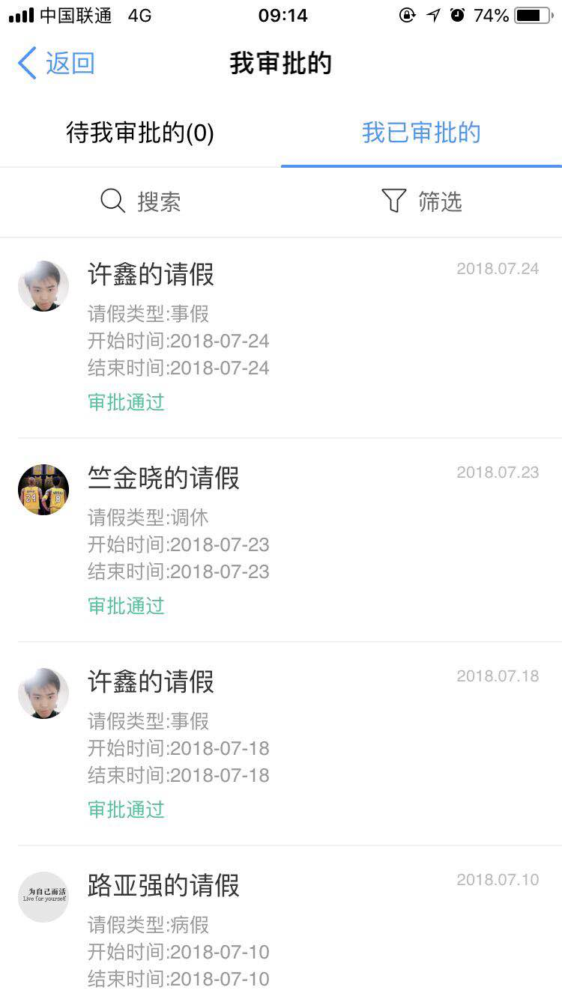 中国联通 4G 09:14 74%
返回 我审批的
待我审批的(0) 我已审批的
搜索 筛选
许鑫的请假 2018.07.24
请假类型:事假
开始时间:2018-07-24
结束时间:2018-07-24
审批通过
竺金晓的请假 2018.07.23
请假类型:调休
开始时间:2018-07-23
结束时间:2018-07-23
审批通过
24 8
许鑫的请假 2018.07.18
请假类型:事假
开始时间:2018-07-18
结束时间:2018-07-18
审批通过
路亚强的请假 2018.07.10
为自己而活
Live for yourself
请假类型:病假
开始时间:2018-07-10
结束时间:2018-07-10